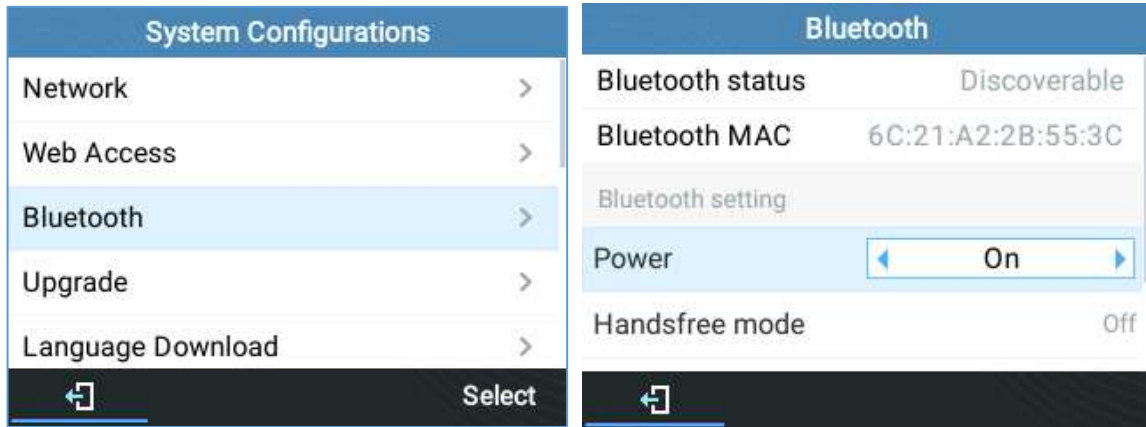 System Configurations
Network
Web Access
Bluetooth
Upgrade
Language Download
Select
Bluetooth
Bluetooth status Discoverable
Bluetooth MAC 6C:21:A2:2B:55:3C
Bluetooth setting
Power On
Handsfree mode Off